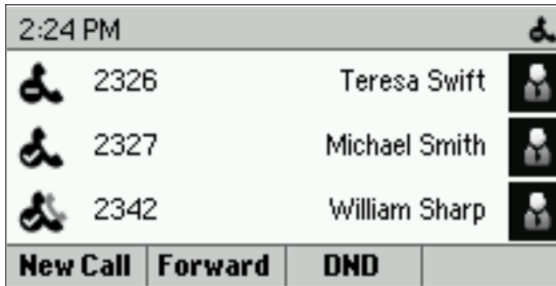 2:24 PM
2326 Teresa Swift
2327 Michael Smith
2342 William Sharp
New Call Forward DND